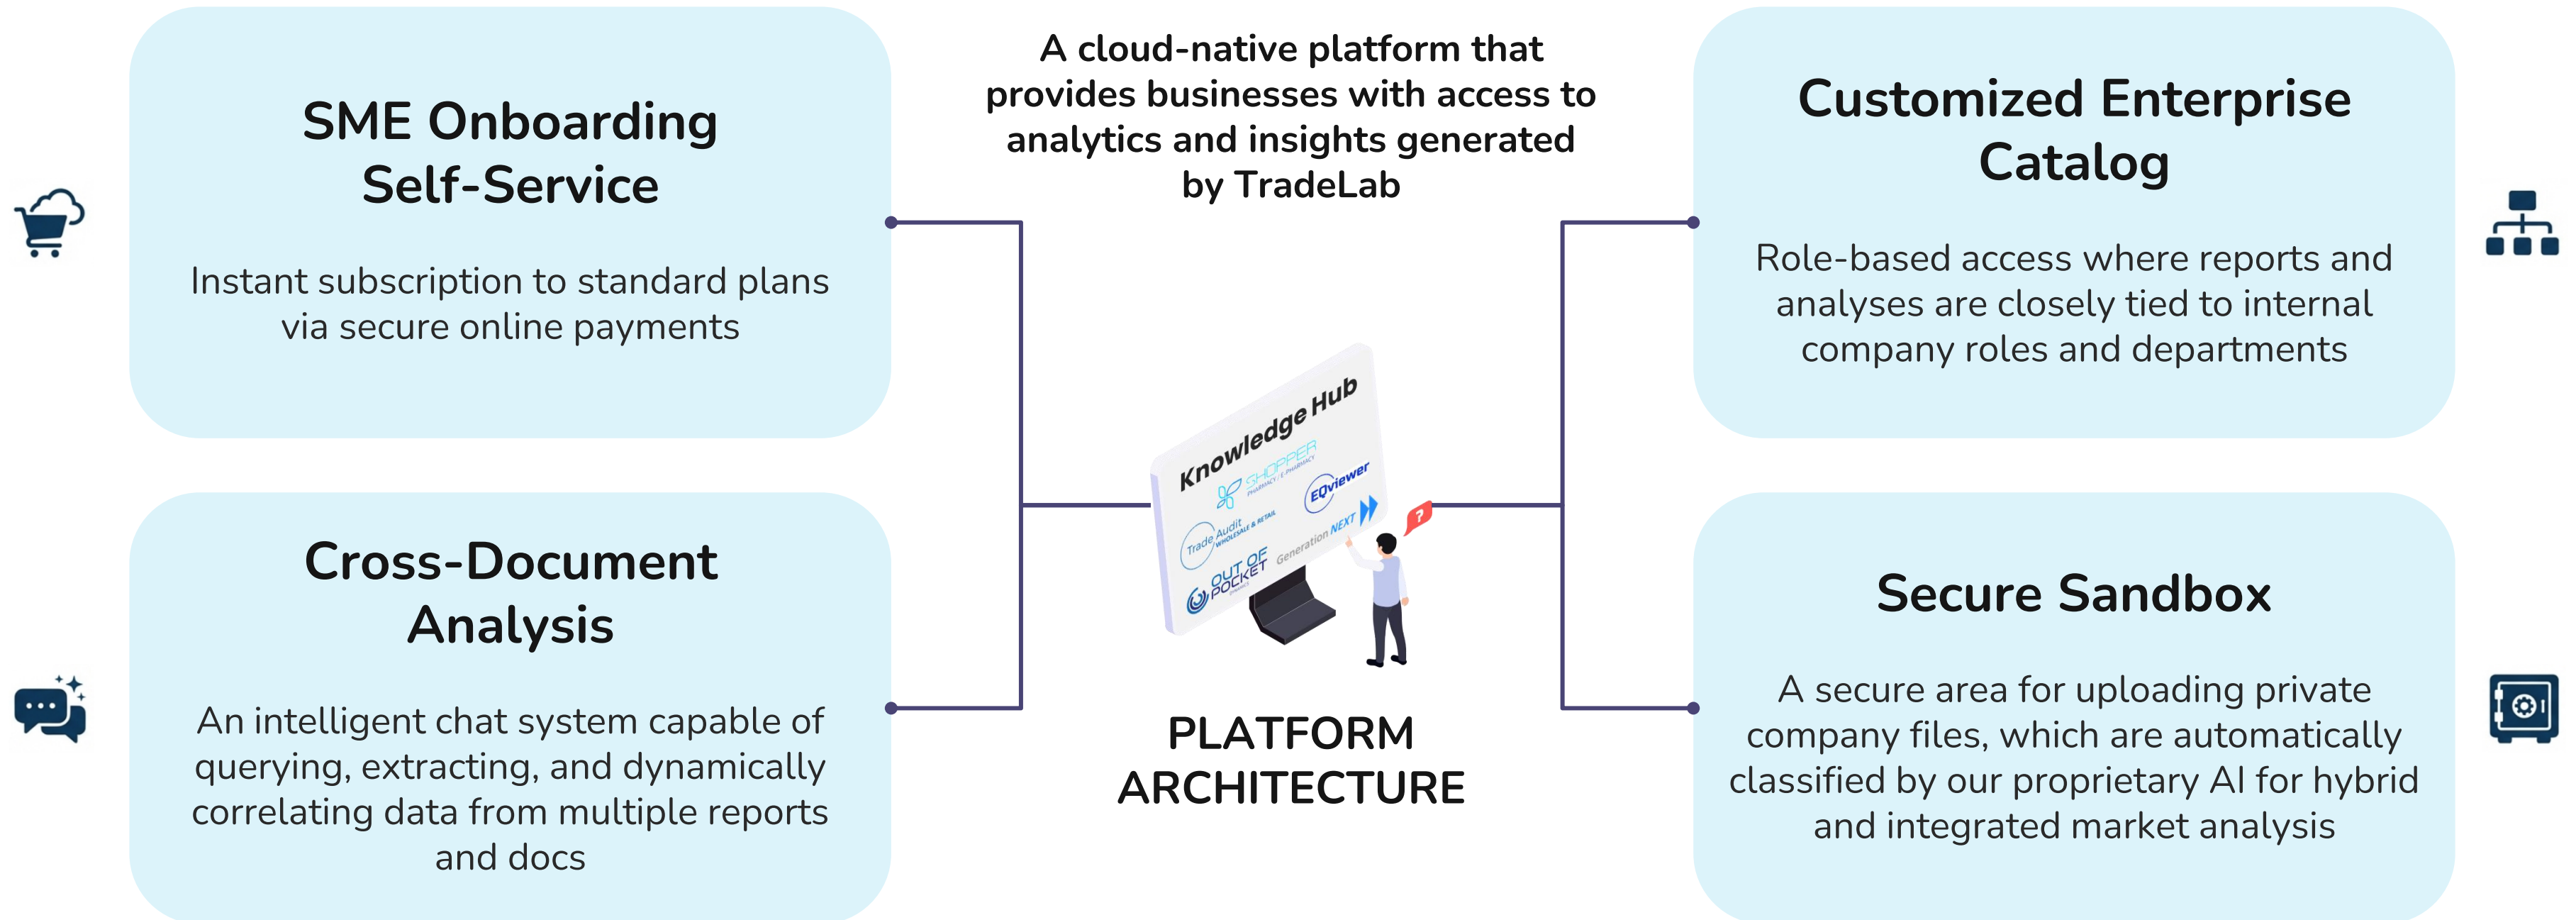 SME Onboarding
Self-Service
Instant subscription to standard plans
via secure online payments
A cloud-native platform that
provides businesses with access to
analytics and insights generated
by TradeLab
Customized Enterprise
Catalog
Role-based access where reports and
analyses are closely tied to internal
company roles and departments
Knowledge Hub
SHOPPER
PHARMACY / E-PHARMACY
EQviewer
Trade Audit
WHOLESALE & RETAIL
Generation NEXT
OUT OF
POCKET
DYNAMICS
?
PLATFORM
ARCHITECTURE
Cross-Document
Analysis
An intelligent chat system capable of
querying, extracting, and dynamically
correlating data from multiple reports
and docs
Secure Sandbox
A secure area for uploading private
company files, which are automatically
classified by our proprietary AI for hybrid
and integrated market analysis